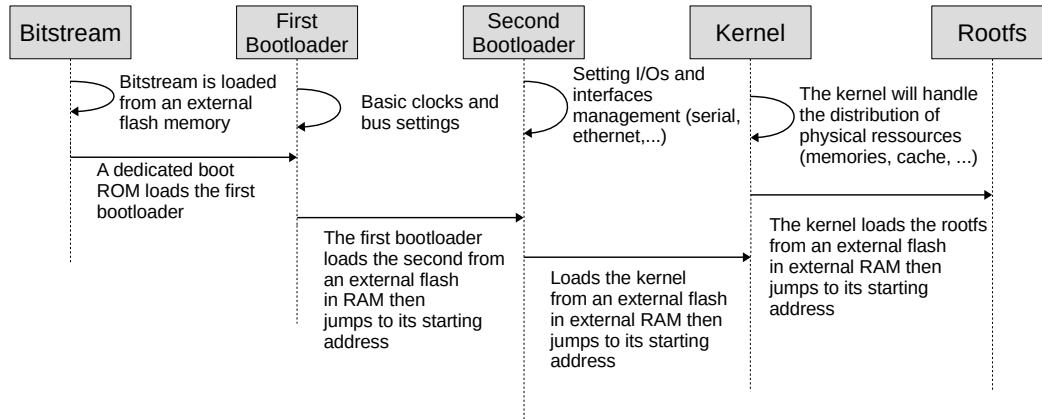 Bitstream
First
Bootloader
Second
Bootloader
Kernel
Rootfs
Bitstream is loaded
from an external
flash memory
Basic clocks and
bus settings
Setting I/Os and
interfaces
management (serial,
ethernet,...)
The kernel will handle
the distribution of
physical ressources
(memories, cache, ...)
A dedicated boot
ROM loads the first
bootloader
The first bootloader
loads the second from
an external flash
in RAM then
jumps to its starting
address
Loads the kernel
from an external flash
in external RAM then
jumps to its starting
address
The kernel loads the rootfs
from an external flash
in external RAM then
jumps to its starting
address